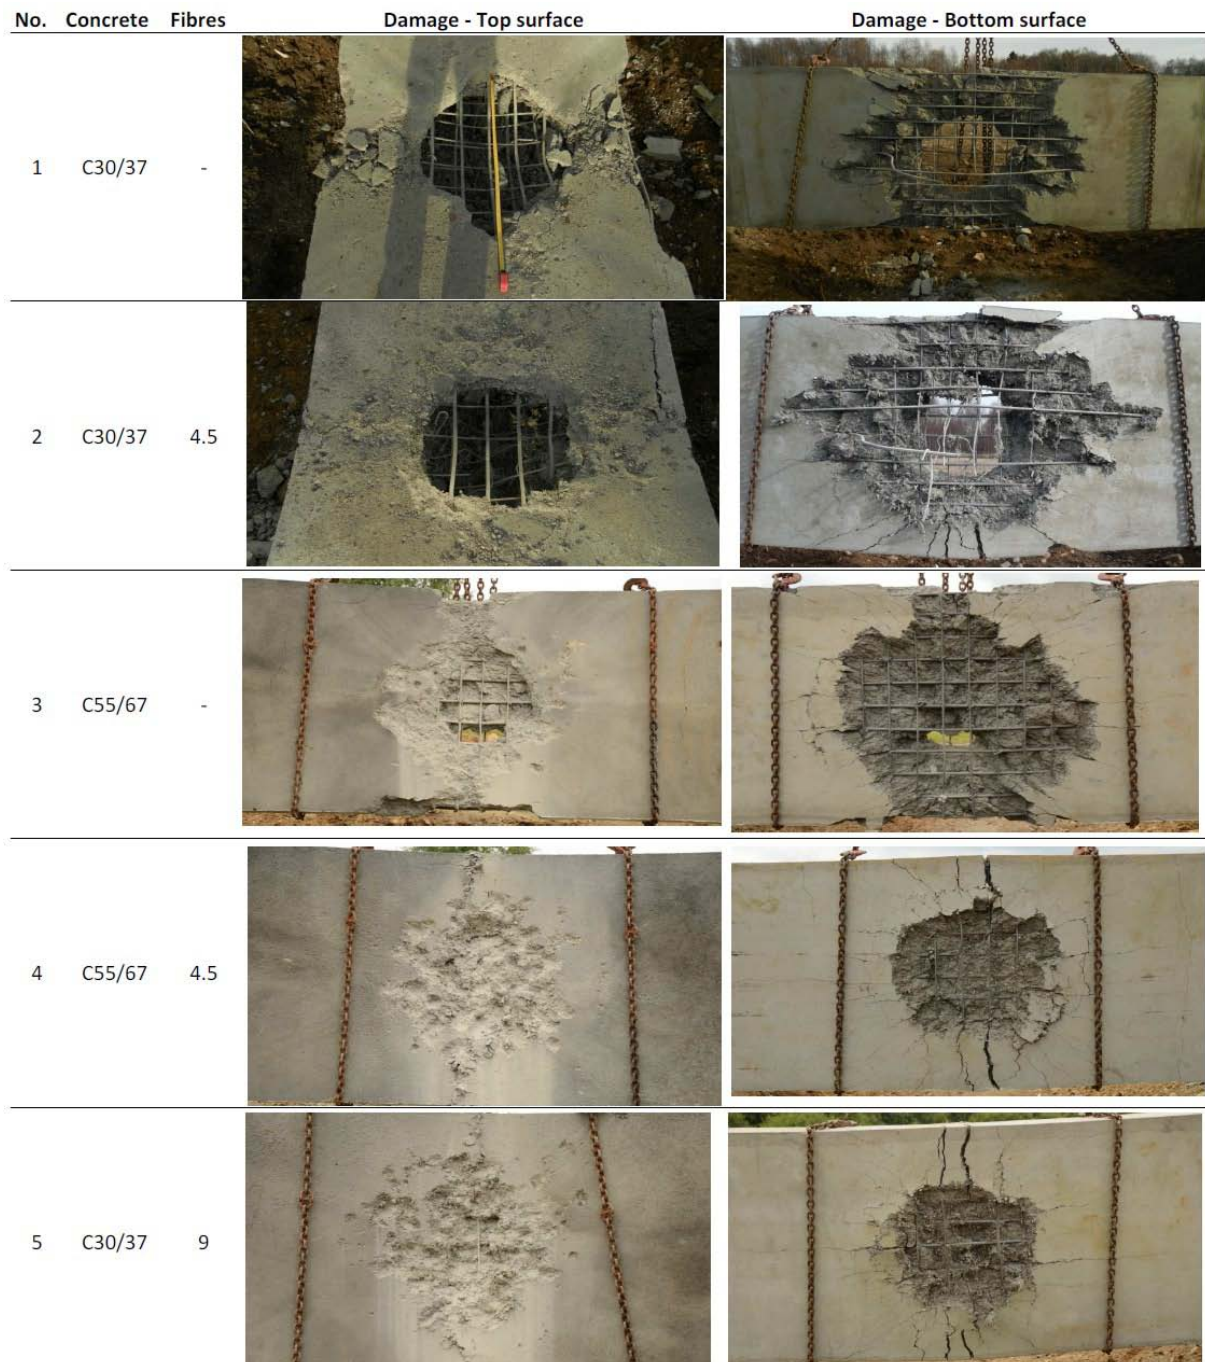 No. Concrete Fibres Damage - Top surface Damage - Bottom surface
1 C30/37 -
2 C30/37 4.5
3 C55/67 -
4 C55/67 4.5
5 C30/37 9